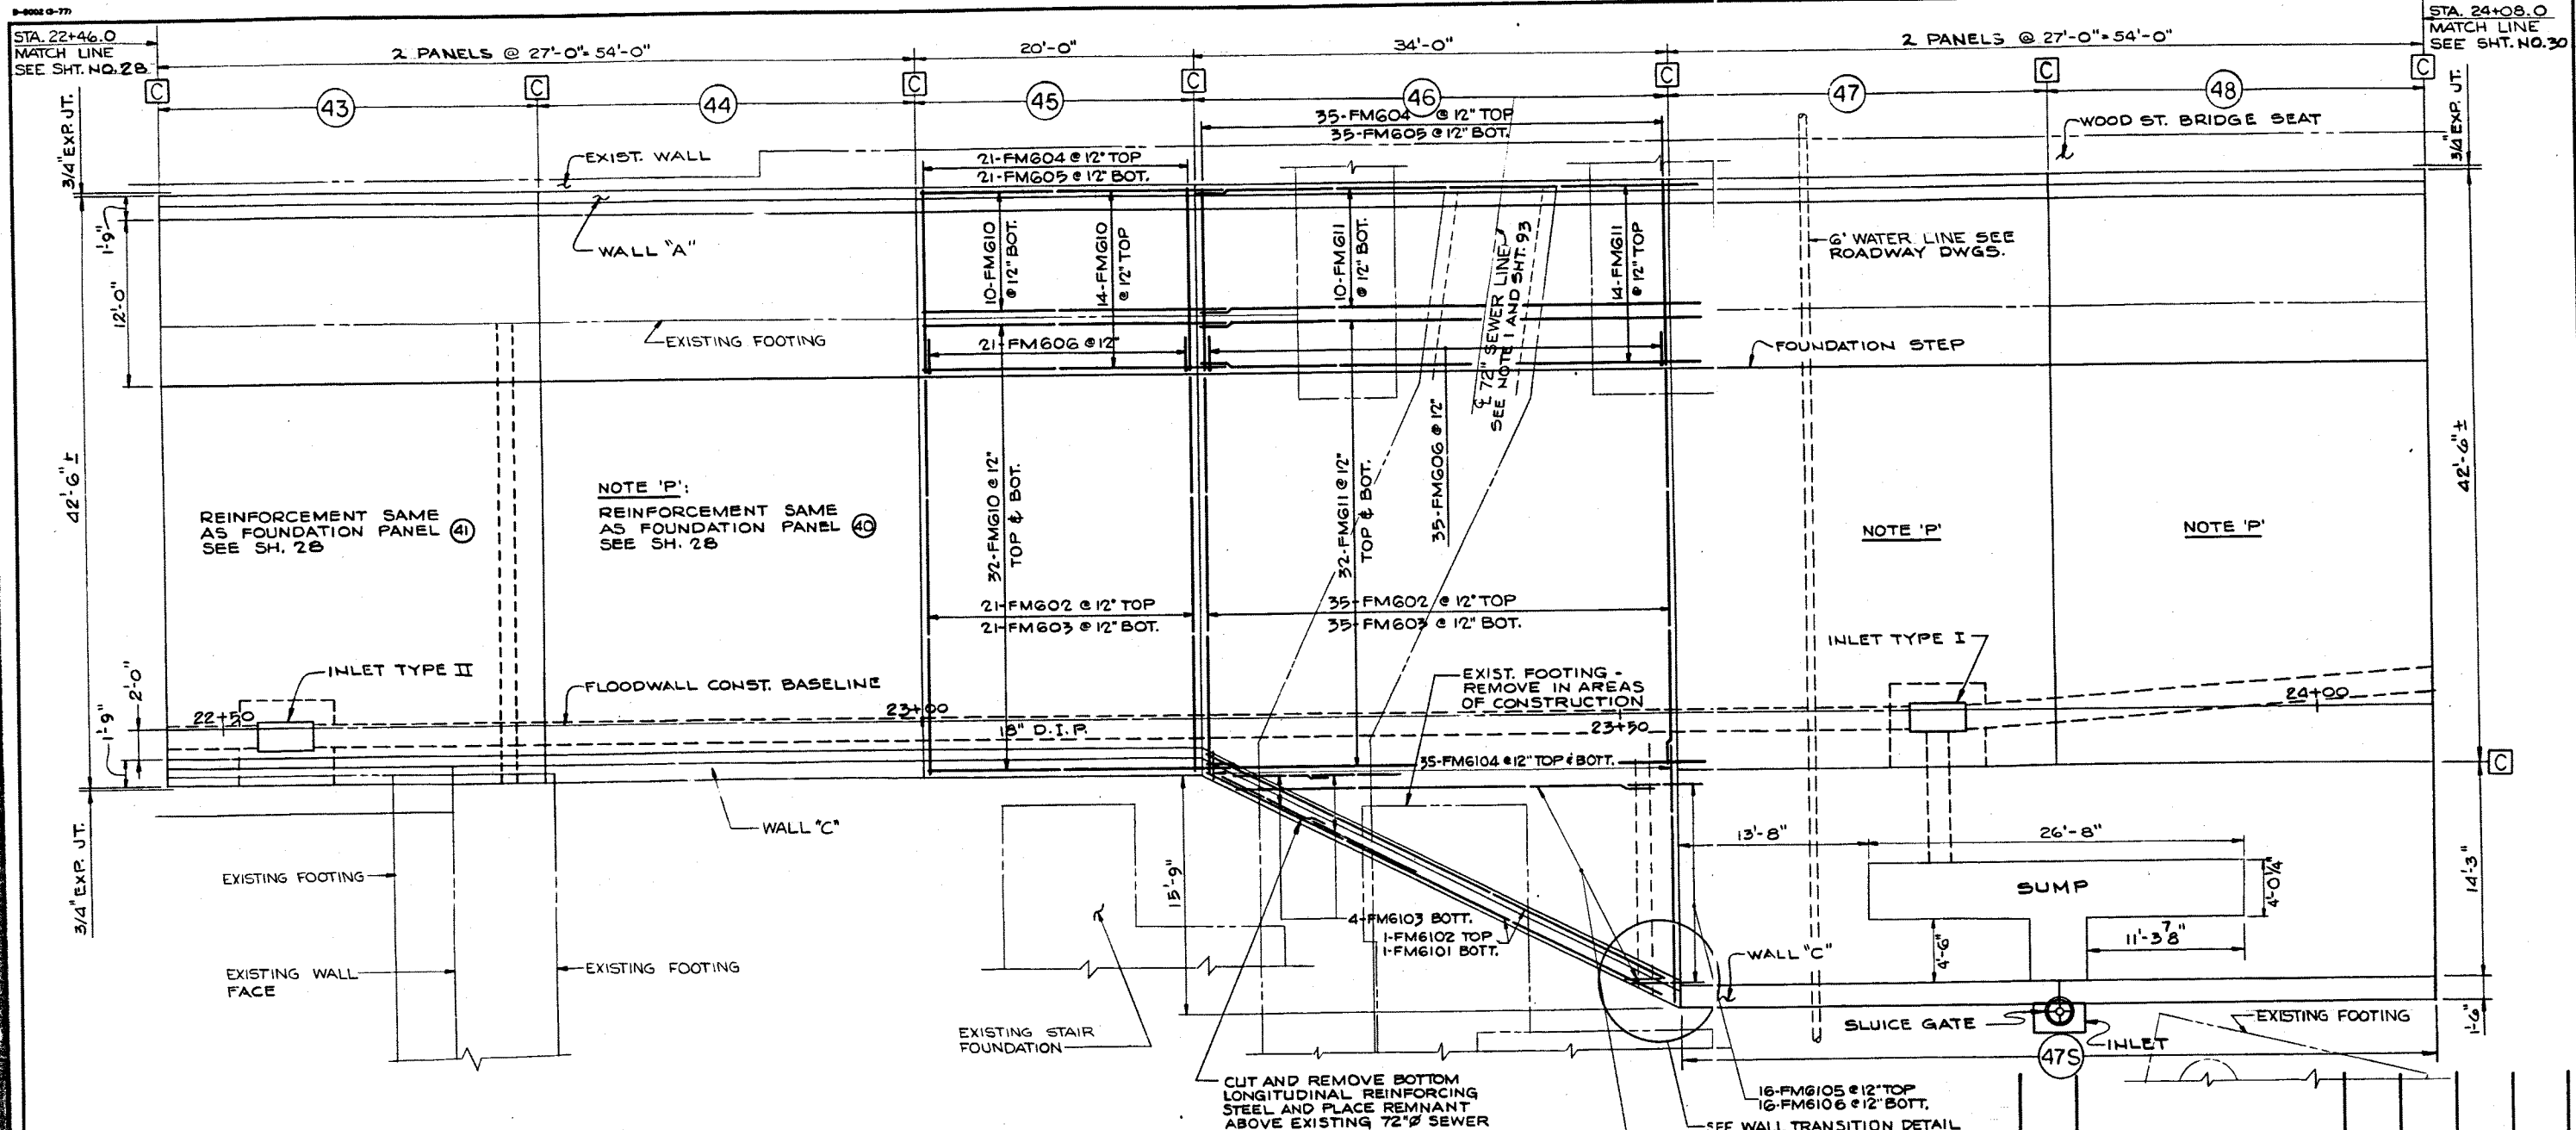 B-8002 (3-77)
STA. 22+46.0
MATCH LINE
SEE SHT. NO. 28
2 PANELS @ 27'-0"= 54'-0"
20'-0"
34'-0"
2 PANELS @ 27'-0"=54'-0"
STA. 24+08.0
MATCH LINE
SEE SHT. NO. 30
C
C
C
C
C
C
C
43
44
45
46
47
48
3/4" EXP. JT.
3/4" EXP. JT.
35-FM604 @ 12" TOP
35-FM605 @ 12" BOT.
WOOD ST. BRIDGE SEAT
EXIST. WALL
21-FM604 @ 12" TOP
21-FM605 @ 12" BOT.
1'-9"
WALL "A"
12'-0"
10-FM610
@ 12" BOT.
14-FM610
@ 12" TOP
10-FM611
@ 12" BOT.
℄ 72" SEWER LINE
SEE NOTE 1 AND SHT. 93
14-FM611
@ 12" TOP
6" WATER LINE SEE
ROADWAY DWGS.
EXISTING FOOTING
21-FM606 @ 12"
FOUNDATION STEP
42'-6" ±
REINFORCEMENT SAME
AS FOUNDATION PANEL 41
SEE SH. 28
NOTE 'P':
REINFORCEMENT SAME
AS FOUNDATION PANEL 40
SEE SH. 28
32-FM610 @ 12"
TOP & BOT.
32-FM611 @ 12"
TOP & BOT.
35-FM606 @ 12"
NOTE 'P'
NOTE 'P'
42'-6" ±
21-FM602 @ 12" TOP
21-FM603 @ 12" BOT.
35-FM602 @ 12" TOP
35-FM603 @ 12" BOT.
INLET TYPE II
INLET TYPE I
2'-0"
1'-9"
FLOODWALL CONST. BASELINE
EXIST. FOOTING -
REMOVE IN AREAS
OF CONSTRUCTION
22+50
23+00
23+50
24+00
18" D.I.P.
35-FM6104 @ 12" TOP & BOTT.
C
WALL "C"
3/4" EXP. JT.
EXISTING FOOTING
15'-9"
13'-8"
26'-8"
SUMP
4'-0 1/4"
14'-3"
4-FM6103 BOTT.
1-FM6102 TOP
1-FM6101 BOTT.
4'-6"
11'-3 7/8"
EXISTING WALL
FACE
EXISTING FOOTING
WALL "C"
EXISTING STAIR
FOUNDATION
SLUICE GATE
INLET
EXISTING FOOTING
1'-6"
47S
CUT AND REMOVE BOTTOM
LONGITUDINAL REINFORCING
STEEL AND PLACE REMNANT
ABOVE EXISTING 72"Ø SEWER
16-FM6105 @ 12" TOP
16-FM6106 @ 12" BOTT.
SEE WALL TRANSITION DETAIL